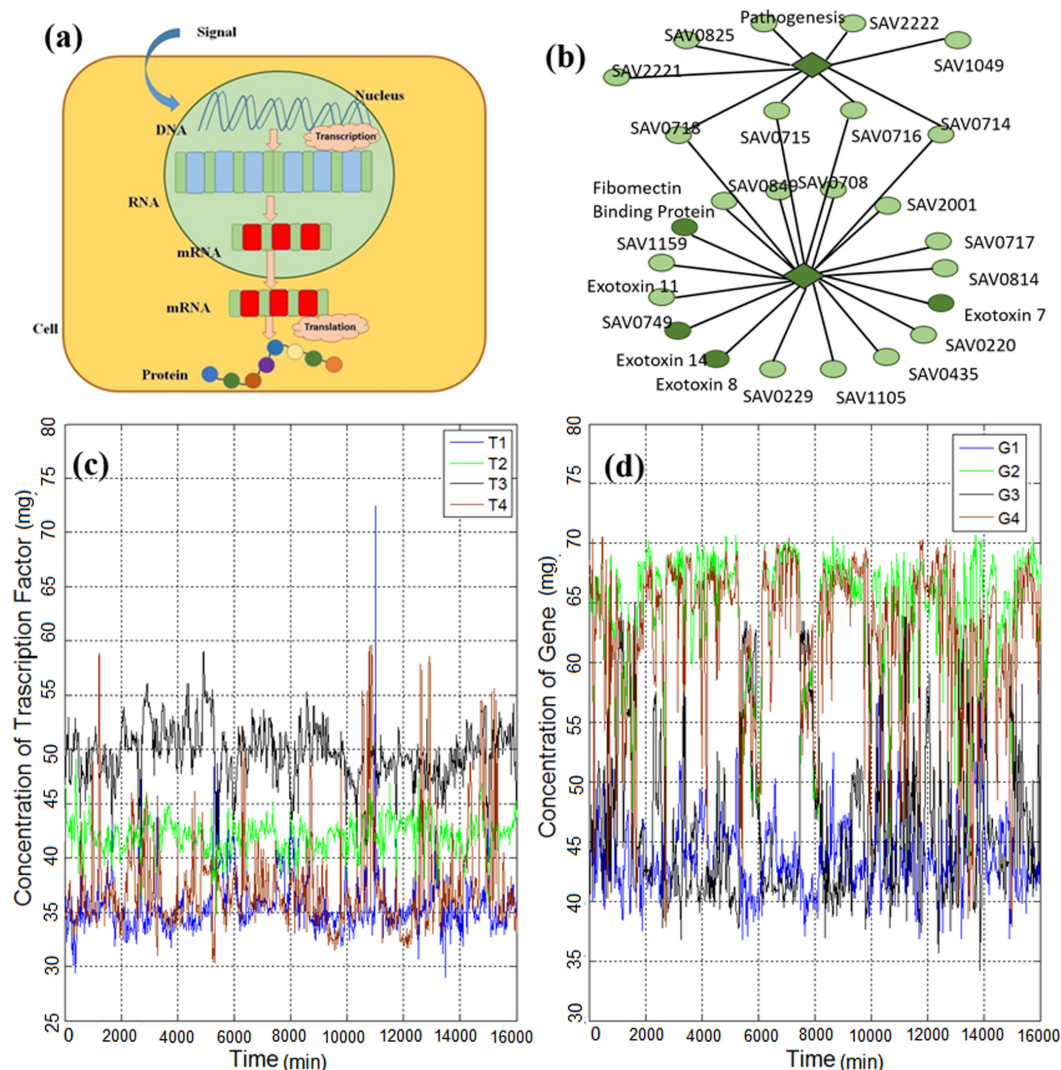 (a)
Signal
Nucleus
DNA
Transcription
RNA
mRNA
mRNA
Translation
Cell
Protein
(b)
Pathogenesis
SAV0825
SAV2222
SAV2221
SAV1049
SAV0718
SAV0715
SAV0716
SAV0714
Fibomectin
Binding Protein
SAV0849
SAV0708
SAV2001
SAV1159
SAV0717
SAV0814
Exotoxin 11
Exotoxin 7
SAV0749
SAV0220
Exotoxin 14
SAV0435
Exotoxin 8
SAV0229
SAV1105
(c)
80
75
70
65
60
55
50
45
40
35
30
25
Concentration of Trascription Factor (mg)
T1
T2
T3
T4
0 2000 4000 6000 8000 10000 12000 14000 16000
Time (min)
(d)
80
75
70
65
60
55
50
45
40
35
30
Concentration of Gene (mg)
G1
G2
G3
G4
0 2000 4000 6000 8000 10000 12000 14000 16000
Time (min)